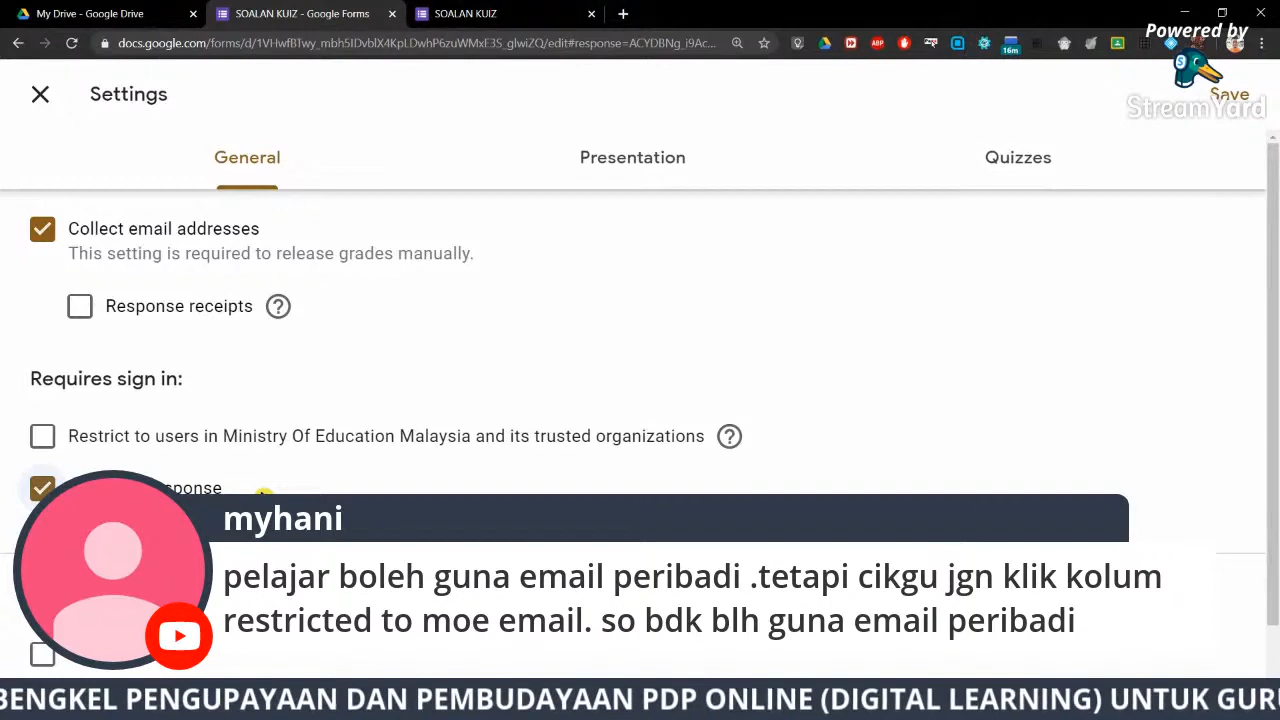 My Drive - Google Drive
SOALAN KUIZ - Google Forms
SOALAN KUIZ
Powered by
StreamYard
Settings
Save
General
Presentation
Quizzes
Collect email addresses
This setting is required to release grades manually.
Response receipts
Requires sign in:
Restrict to users in Ministry Of Education Malaysia and its trusted organizations
myhani
pelajar boleh guna email peribadi .tetapi cikgu jgn klik kolum
restricted to moe email. so bdk blh guna email peribadi
BENGKEL PENGUPAYAAN DAN PEMBUDAYAAN PDP ONLINE (DIGITAL LEARNING) UNTUK GUR